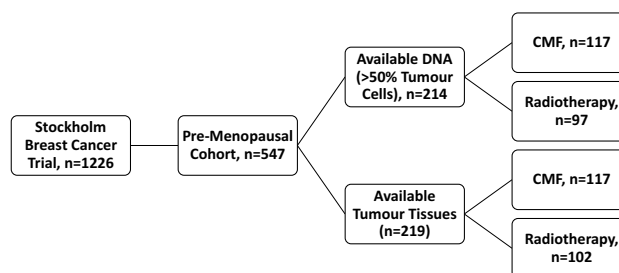 Stockholm
Breast Cancer
Trial, n=1226
Pre-Menopausal
Cohort, n=547
Available DNA
(>50% Tumour
Cells), n=214
CMF, n=117
Radiotherapy,
n=97
Available
Tumour Tissues
(n=219)
CMF, n=117
Radiotherapy,
n=102